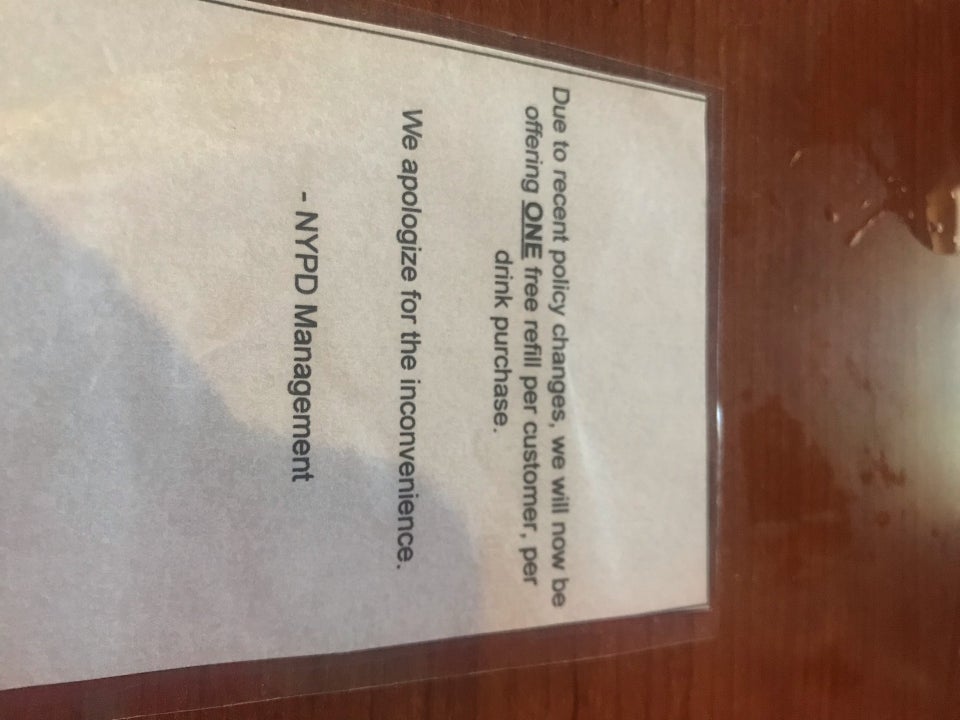 Due to recent policy changes, we will now be
offering ONE free refill per customer, per
drink purchase.
We apologize for the inconvenience.
- NYPD Management